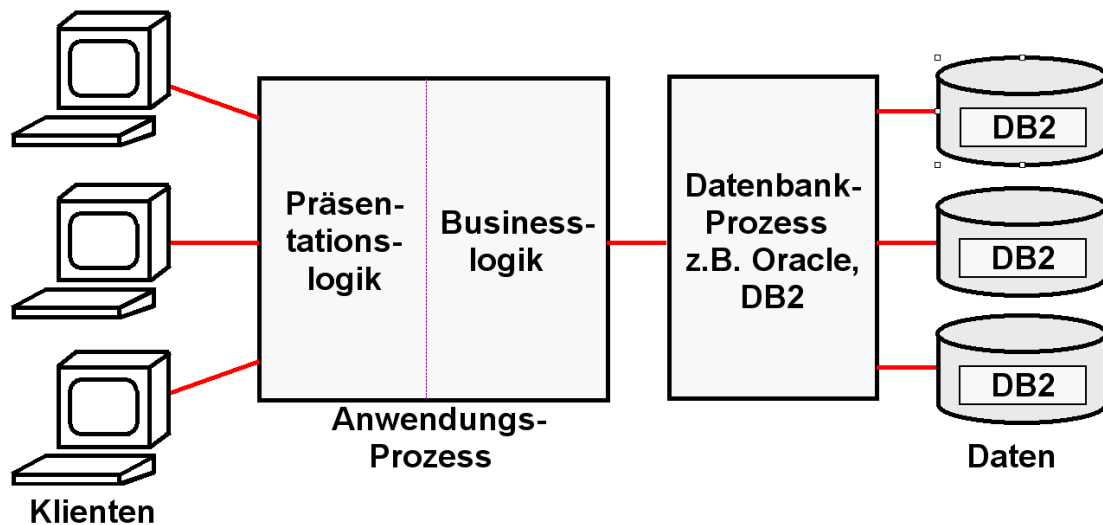 Präsen-
tations-
logik
Business-
logik
Anwendungs-
Prozess
Datenbank-
Prozess
z.B. Oracle,
DB2
DB2
DB2
DB2
Daten
Klienten